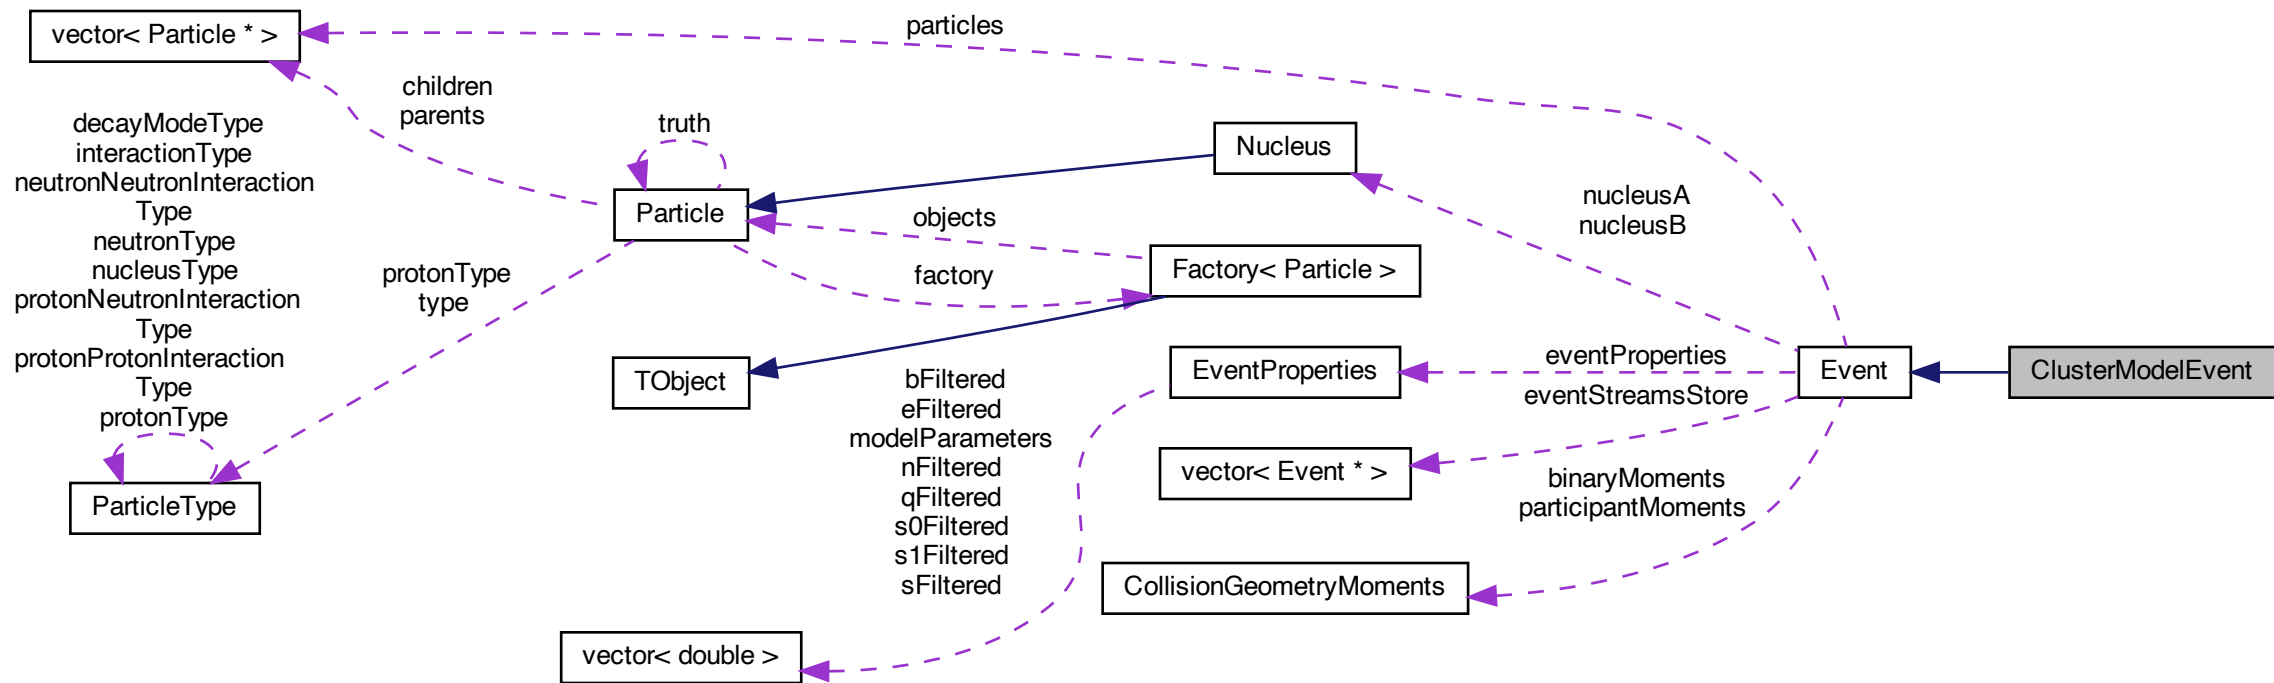 vector< Particle * >
particles
children
parents
decayModeType
interactionType
neutronNeutronInteraction
Type
neutronType
nucleusType
protonNeutronInteraction
Type
protonProtonInteraction
Type
protonType
truth
Nucleus
Particle
objects
nucleusA
nucleusB
Factory< Particle >
factory
protonType
type
TObject
EventProperties
eventProperties
Event
ClusterModelEvent
eventStreamsStore
bFiltered
eFiltered
modelParameters
nFiltered
qFiltered
s0Filtered
s1Filtered
sFiltered
vector< Event * >
binaryMoments
participantMoments
ParticleType
CollisionGeometryMoments
vector< double >